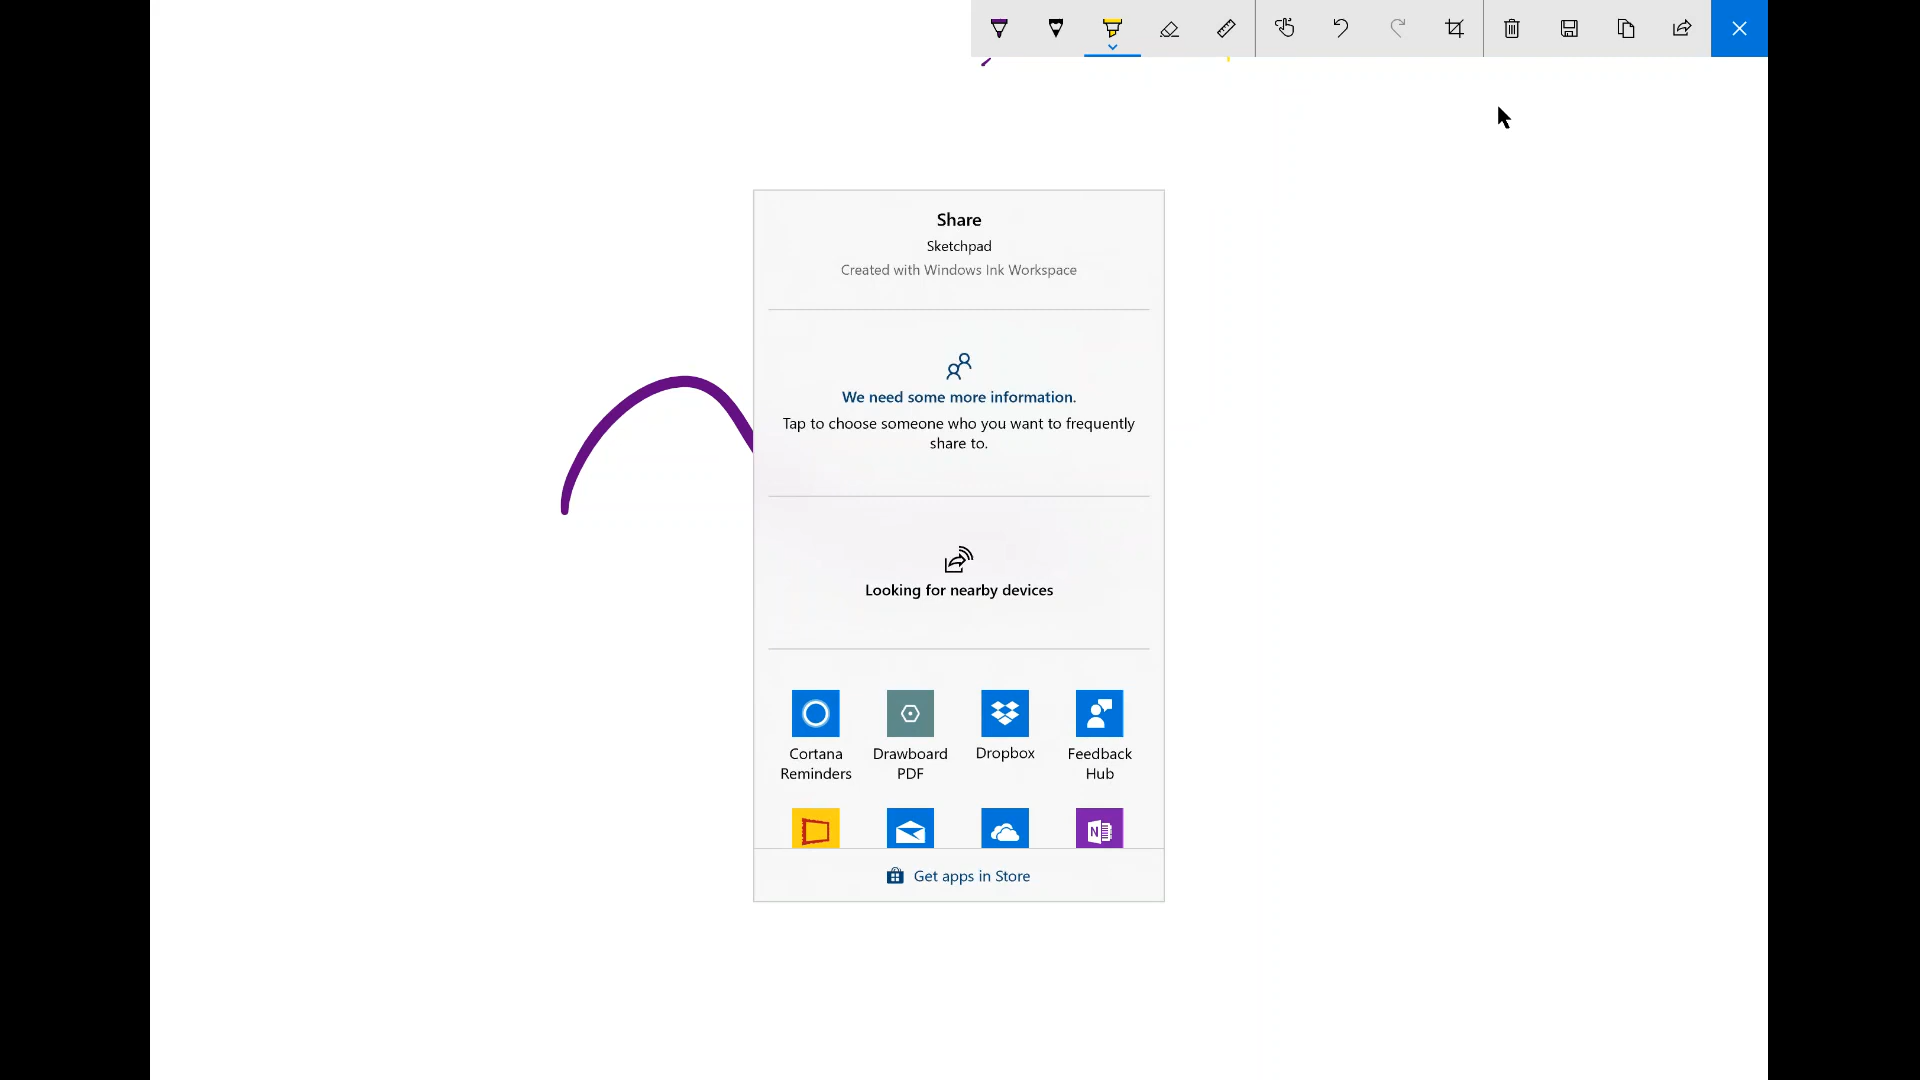 Share
Sketchpad
Created with Windows Ink Workspace
We need some more information.
Tap to choose someone who you want to frequently
share to.
Looking for nearby devices
Cortana
Reminders
Drawboard
PDF
Dropbox
Feedback
Hub
N
Get apps in Store